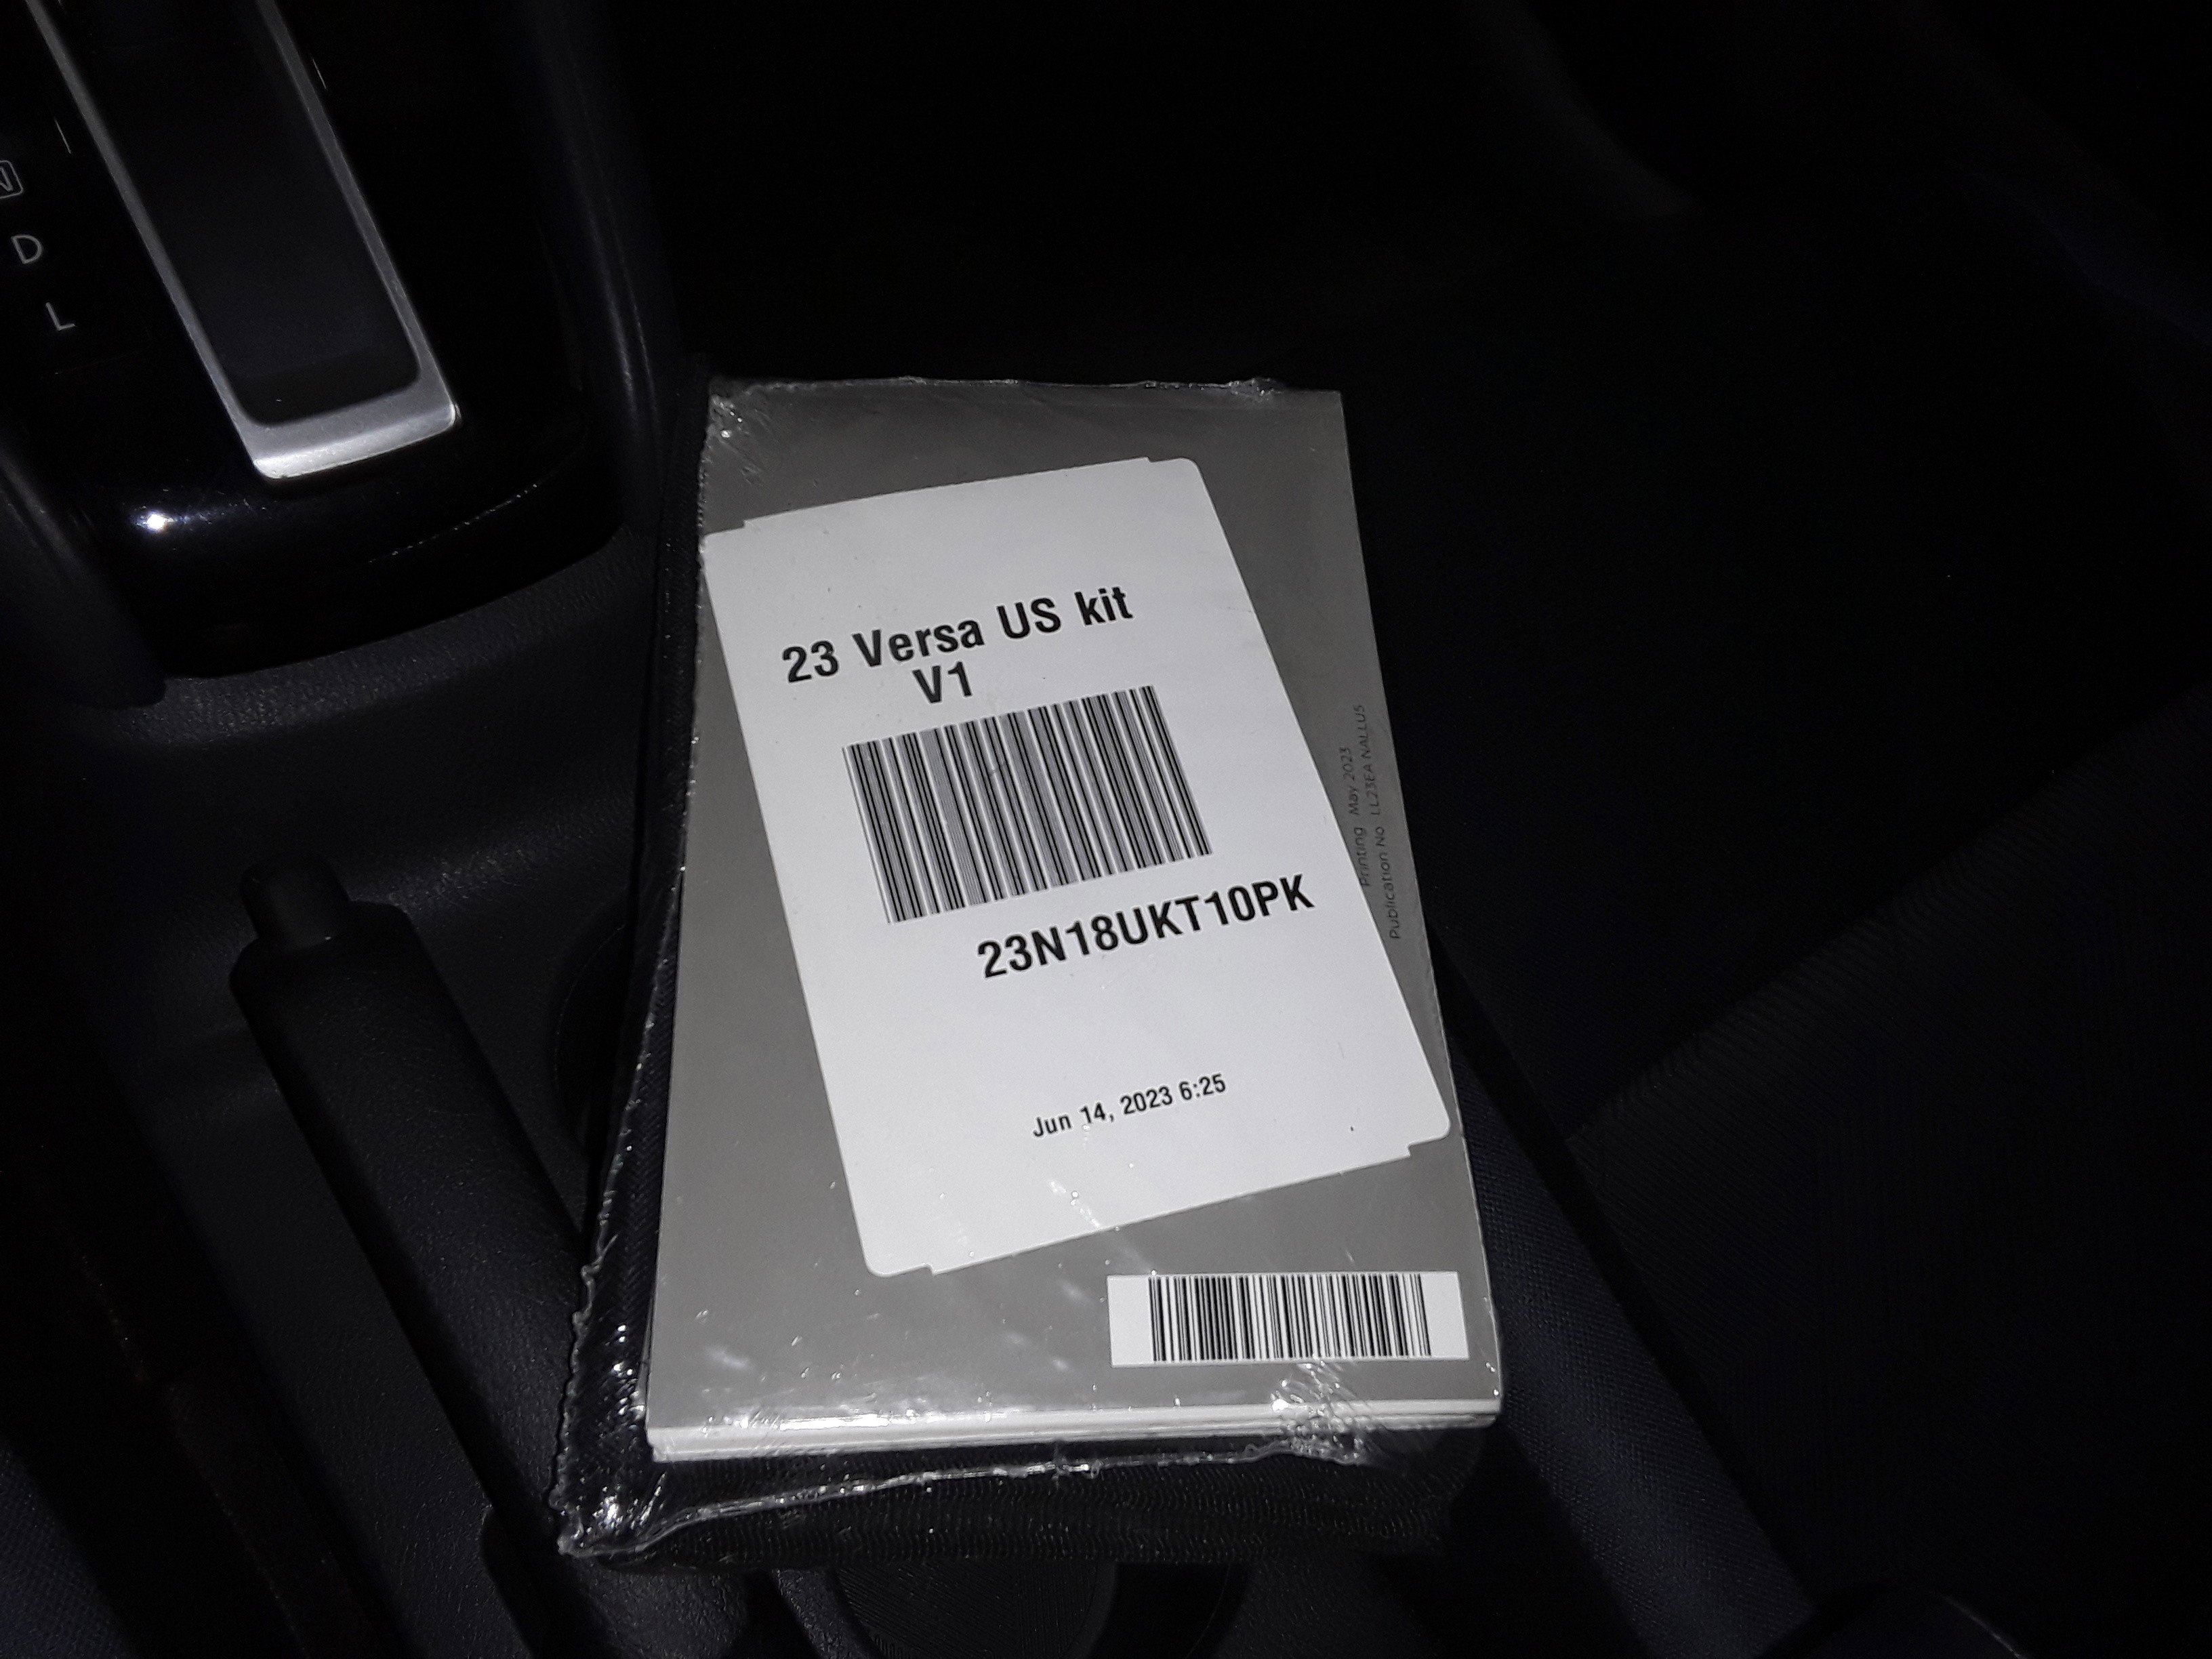 N
D
L
23 Versa US kit
V1
23N18UKT10PK
Jun 14, 2023 6:25
Printing May 2023
Publication No LL23EA NALLUS